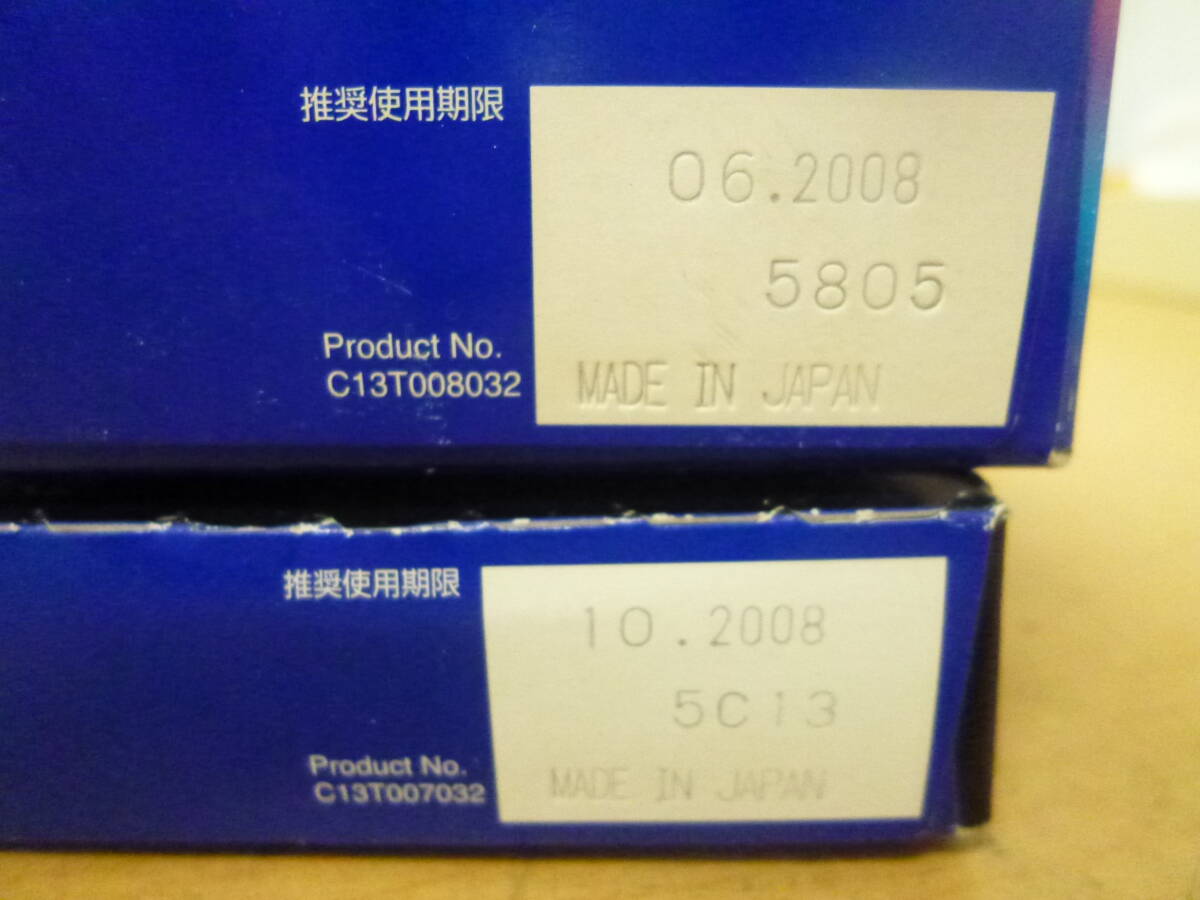 推奨使用期限
06.2008
5805
Product No.
C13T008032
MADE IN JAPAN
推奨使用期限
10.2008
5C13
Product No.
C13T007032
MADE IN JAPAN